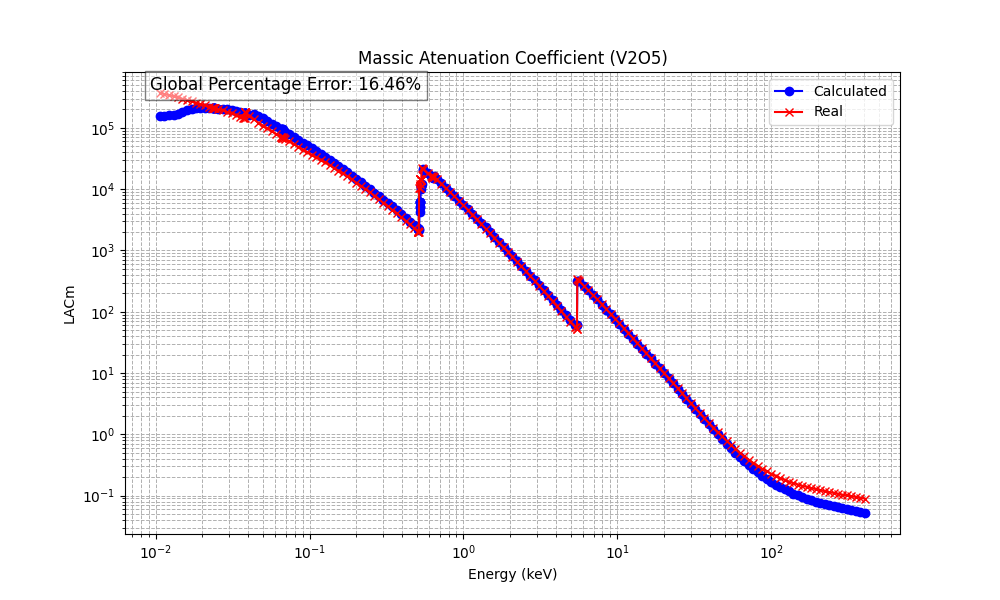 Massic Atenuation Coefficient (V2O5)
Global Percentage Error: 16.46%
Calculated
Real
LACm
10⁵
10⁴
10³
10²
10¹
10⁰
10⁻¹
10⁻² 10⁻¹ 10⁰ 10¹ 10²
Energy (keV)